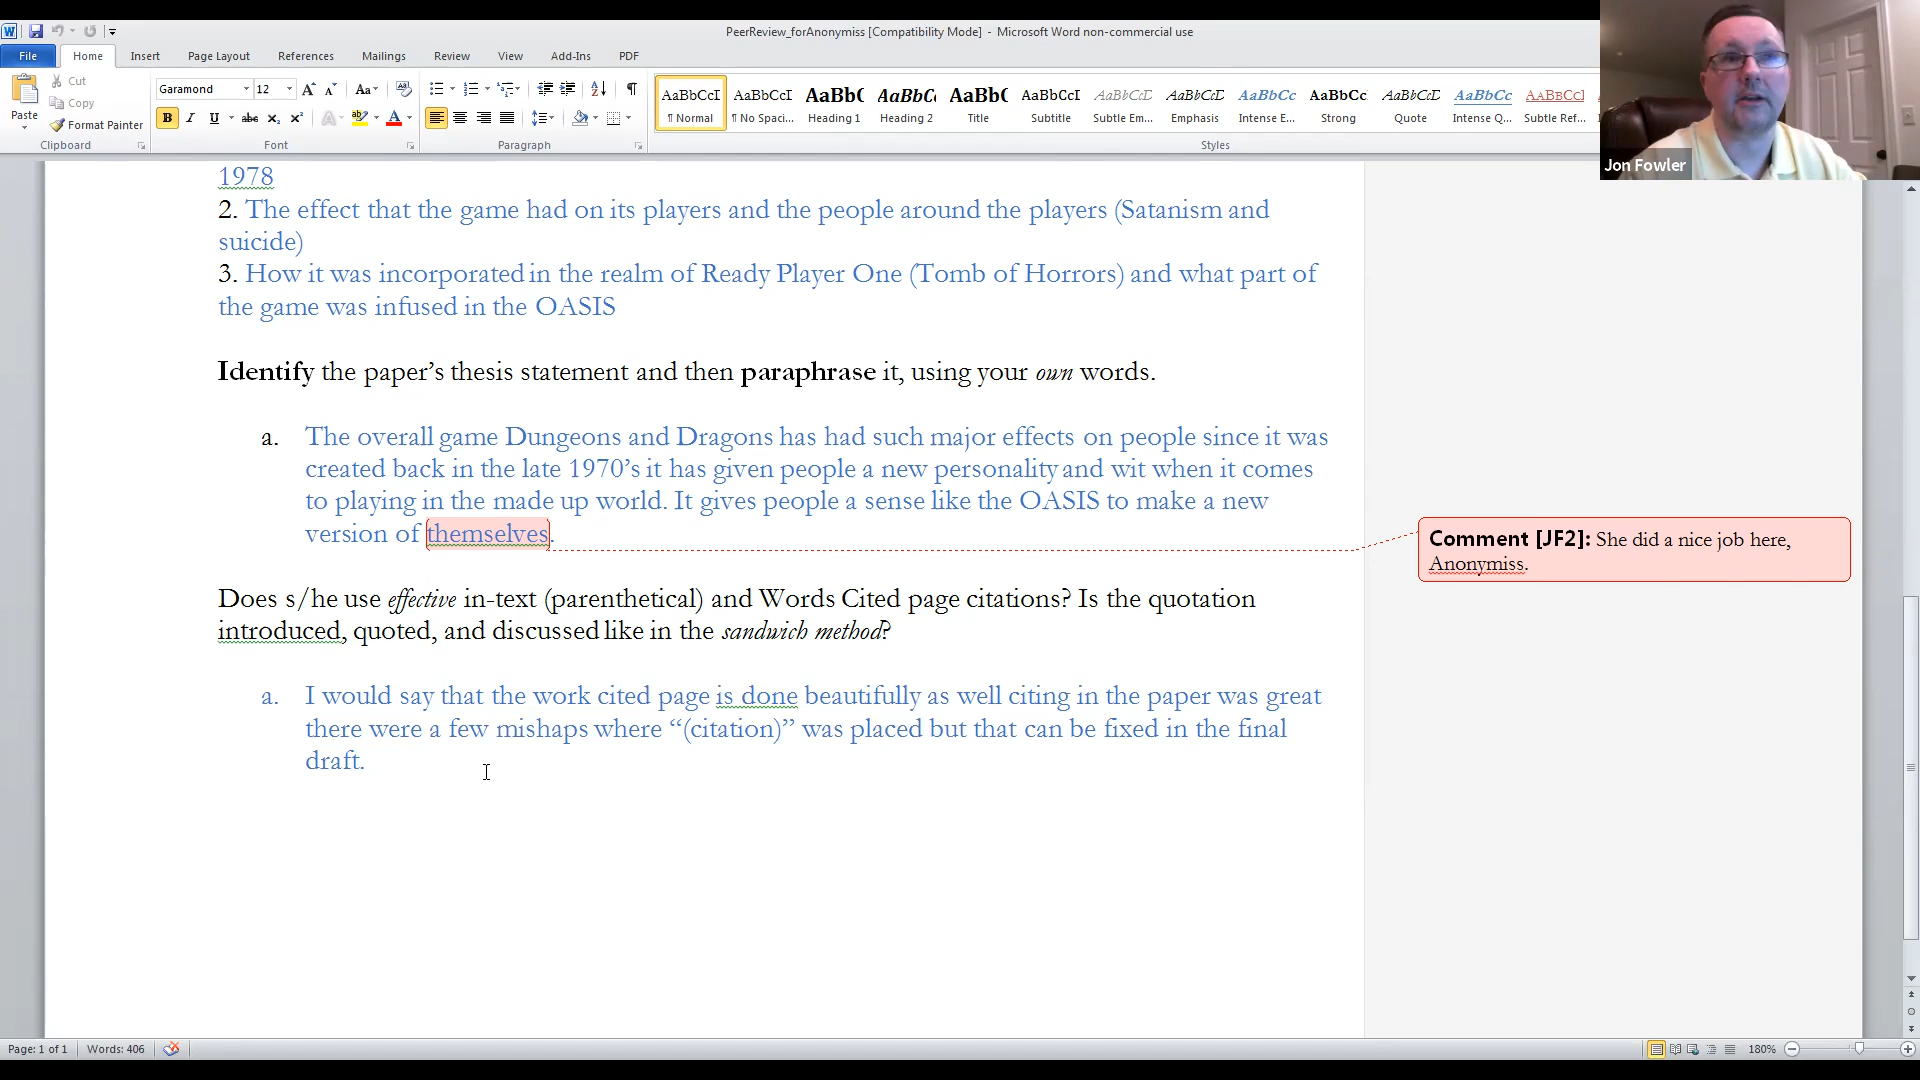 PeerReview_forAnonymiss [Compatibility Mode] - Microsoft Word non-commercial use
File Home Insert Page Layout References Mailings Review View Add-Ins PDF
Paste
Cut
Copy
Format Painter
Clipboard
Garamond 12
Font
Paragraph
AaBbCcI AaBbCcI AaBb( AaBbC AaBb( AaBbCcI AaBbCcD AaBbCcD AaBbCc AaBbCc AaBbCcD AaBbCc AaBbCcI
¶ Normal ¶ No Spaci... Heading 1 Heading 2 Title Subtitle Subtle Em... Emphasis Intense E... Strong Quote Intense Q... Subtle Ref...
Styles
Jon Fowler
1978
2. The effect that the game had on its players and the people around the players (Satanism and
suicide)
3. How it was incorporated in the realm of Ready Player One (Tomb of Horrors) and what part of
the game was infused in the OASIS
Identify the paper’s thesis statement and then paraphrase it, using your own words.
a. The overall game Dungeons and Dragons has had such major effects on people since it was
created back in the late 1970’s it has given people a new personality and wit when it comes
to playing in the made up world. It gives people a sense like the OASIS to make a new
version of themselves.
Comment [JF2]: She did a nice job here,
Anonymiss.
Does s/he use effective in-text (parenthetical) and Words Cited page citations? Is the quotation
introduced, quoted, and discussed like in the sandwich method?
a. I would say that the work cited page is done beautifully as well citing in the paper was great
there were a few mishaps where “(citation)” was placed but that can be fixed in the final
draft.
Page: 1 of 1 Words: 406 180%